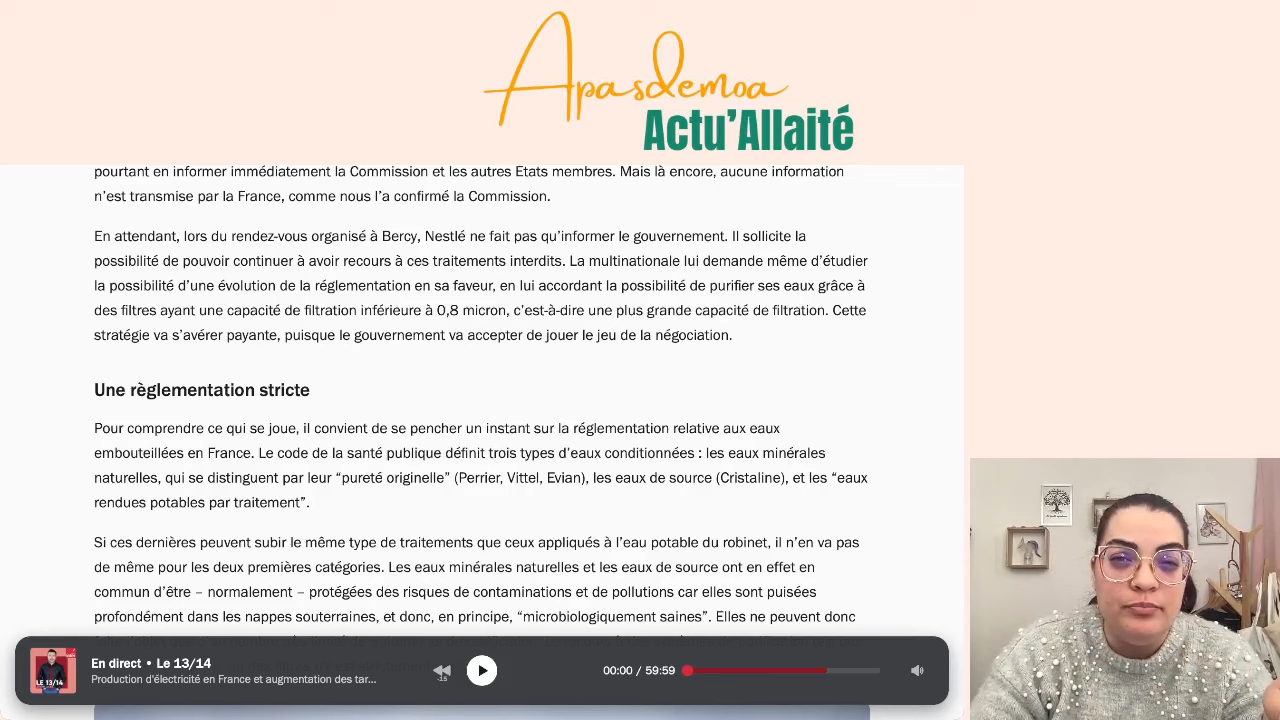 Apasdemoa
Actu'Allaité
pourtant en informer immédiatement la Commission et les autres Etats membres. Mais là encore, aucune information
n'est transmise par la France, comme nous l'a confirmé la Commission.
En attendant, lors du rendez-vous organisé à Bercy, Nestlé ne fait pas qu'informer le gouvernement. Il sollicite la
possibilité de pouvoir continuer à avoir recours à ces traitements interdits. La multinationale lui demande même d'étudier
la possibilité d'une évolution de la réglementation en sa faveur, en lui accordant la possibilité de purifier ses eaux grâce à
des filtres ayant une capacité de filtration inférieure à 0,8 micron, c'est-à-dire une plus grande capacité de filtration. Cette
stratégie va s'avérer payante, puisque le gouvernement va accepter de jouer le jeu de la négociation.
Une règlementation stricte
Pour comprendre ce qui se joue, il convient de se pencher un instant sur la réglementation relative aux eaux
embouteillées en France. Le code de la santé publique définit trois types d'eaux conditionnées : les eaux minérales
naturelles, qui se distinguent par leur “pureté originelle” (Perrier, Vittel, Evian), les eaux de source (Cristaline), et les “eaux
rendues potables par traitement”.
Si ces dernières peuvent subir le même type de traitements que ceux appliqués à l'eau potable du robinet, il n'en va pas
de même pour les deux premières catégories. Les eaux minérales naturelles et les eaux de source ont en effet en
commun d'être – normalement – protégées des risques de contaminations et de pollutions car elles sont puisées
profondément dans les nappes souterraines, et donc, en principe, “microbiologiquement saines”. Elles ne peuvent donc
LE 13/14
En direct • Le 13/14
Production d'électricité en France et augmentation des tar...
-15
00:00 / 59:59